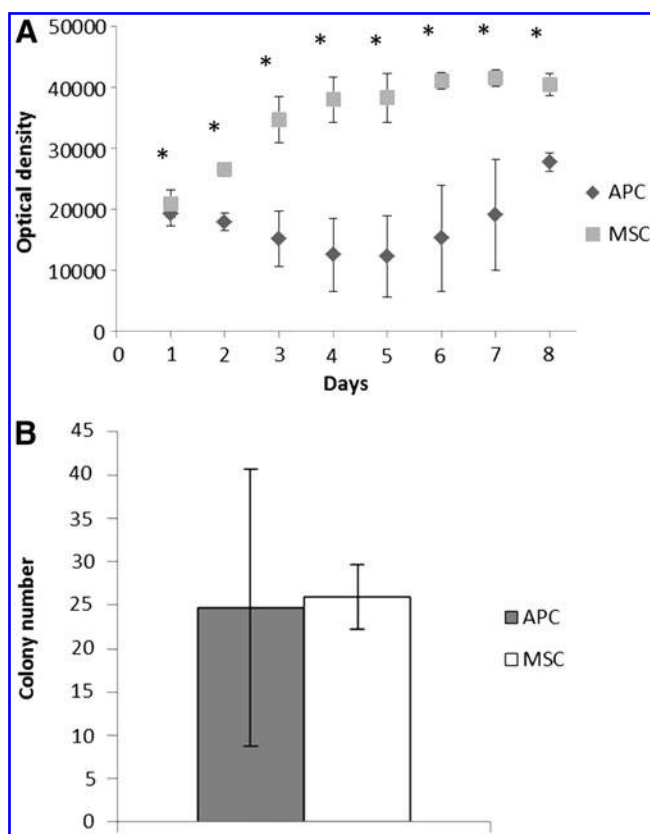 A
50000
40000
30000
20000
10000
0
Optical density
* * * * * * * *
0 1 2 3 4 5 6 7 8
Days
APC
MSC
B
45
40
35
30
25
20
15
10
5
0
Colony number
APC
MSC